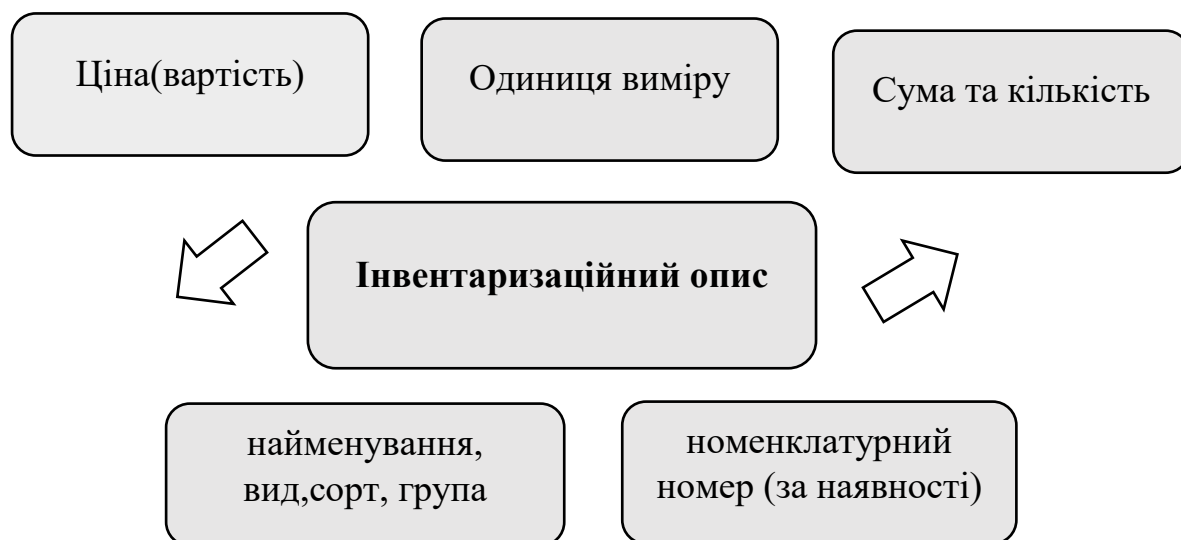 Ціна(вартість)
Одиниця виміру
Сума та кількість
Інвентаризаційний опис
найменування,
вид,сорт, група
номенклатурний
номер (за наявності)